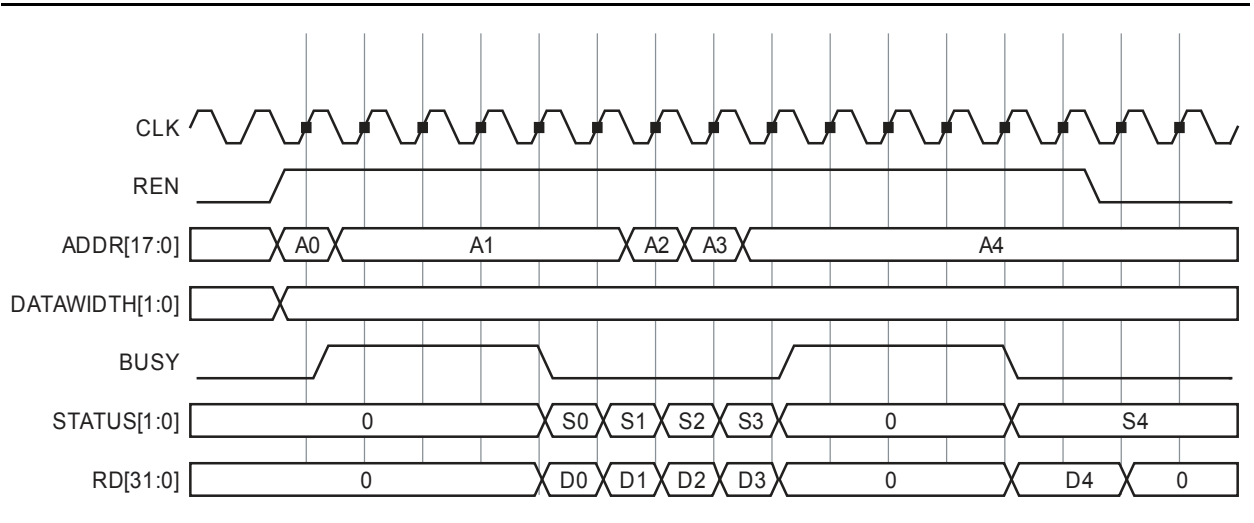 CLK
REN
ADDR[17:0] A0 A1 A2 A3 A4
DATAWIDTH[1:0]
BUSY
STATUS[1:0] 0 S0 S1 S2 S3 0 S4
RD[31:0] 0 D0 D1 D2 D3 0 D4 0